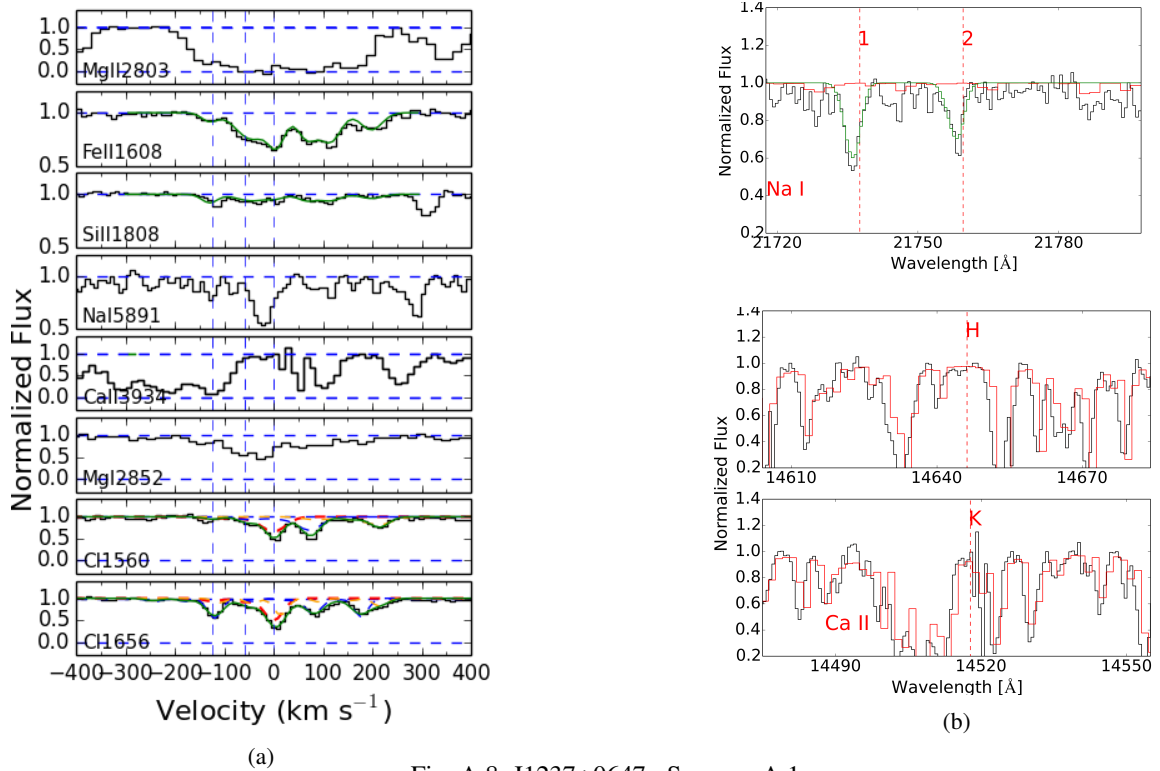 1.0
0.5
0.0
MgII2803
1.0
FeII1608
0.5
1.0
SiII1808
0.5
1.0
NaI5891
0.5
1.0
0.5
0.0
CaII3934
1.0
0.5
0.0
MgI2852
1.0
0.5
0.0
CI1560
1.0
0.5
0.0
CI1656
−400 −300 −200 −100 0 100 200 300 400
Normalized Flux
Velocity (km s⁻¹)
(a)
1.4
1.2
1.0
0.8
0.6
0.4
0.2
1 2
Na I
21720 21750 21780
Normalized Flux
Wavelength [Å]
1.4
1.2
1.0
0.8
0.6
0.4
0.2
H
14610 14640 14670
Normalized Flux
1.4
1.2
1.0
0.8
0.6
0.4
0.2
K
Ca II
14490 14520 14550
Wavelength [Å]
(b)